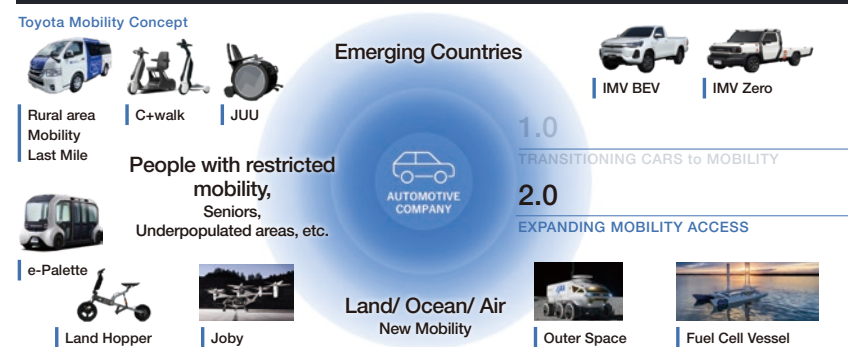 Toyota Mobility Concept
Rural area
Mobility
Last Mile
C+walk
JUU
Emerging Countries
IMV BEV
IMV Zero
People with restricted
mobility,
Seniors,
Underpopulated areas, etc.
AUTOMOTIVE
COMPANY
1.0
TRANSITIONING CARS to MOBILITY
2.0
EXPANDING MOBILITY ACCESS
e-Palette
Land Hopper
Joby
Land/ Ocean/ Air
New Mobility
Outer Space
Fuel Cell Vessel